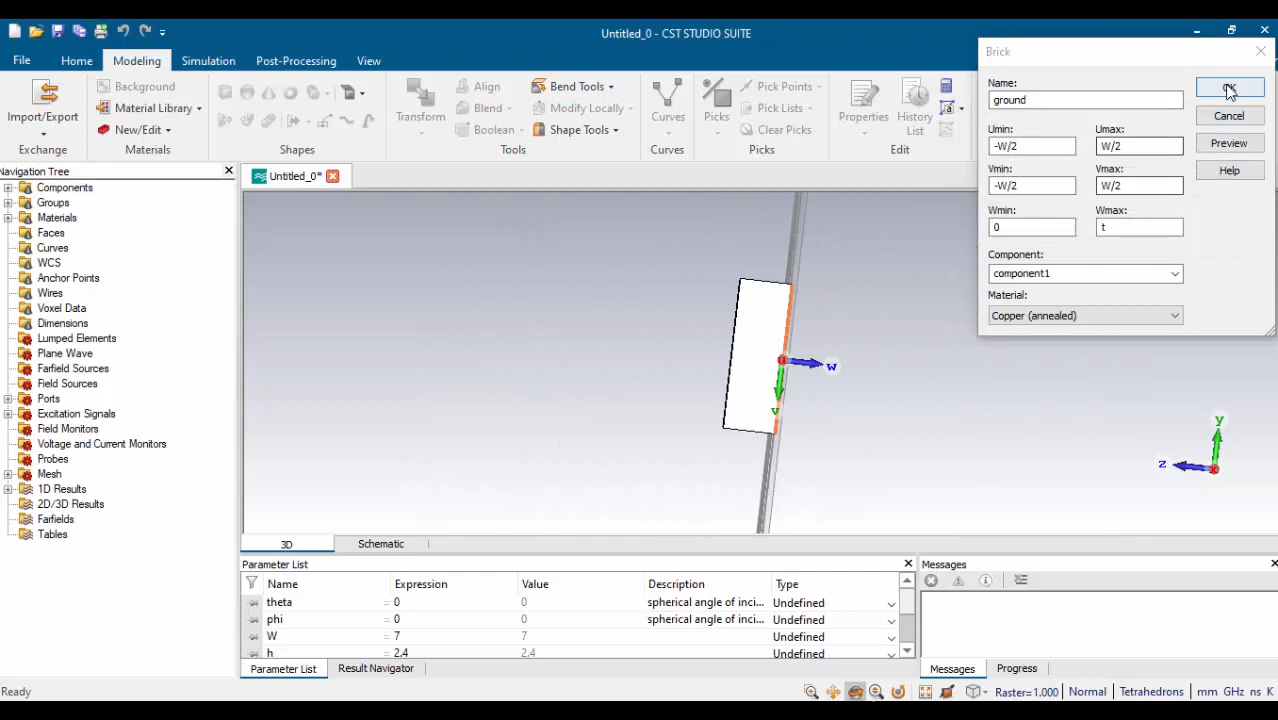 Untitled_0 - CST STUDIO SUITE
File Home Modeling Simulation Post-Processing View
Import/Export
Exchange
Background
Material Library
New/Edit
Materials
Shapes
Transform
Align
Blend
Boolean
Bend Tools
Modify Locally
Shape Tools
Tools
Curves
Curves
Picks
Pick Points
Pick Lists
Clear Picks
Picks
Properties
History List
Edit
Brick
Name:
ground
Umin: Umax:
-W/2 W/2
Vmin: Vmax:
-W/2 W/2
Wmin: Wmax:
0 t
Component:
component1
Material:
Copper (annealed)
Cancel
Preview
Help
Navigation Tree
Components
Groups
Materials
Faces
Curves
WCS
Anchor Points
Wires
Voxel Data
Dimensions
Lumped Elements
Plane Wave
Farfield Sources
Field Sources
Ports
Excitation Signals
Field Monitors
Voltage and Current Monitors
Probes
Mesh
1D Results
2D/3D Results
Farfields
Tables
Untitled_0*
w
v
y
z
3D Schematic
Parameter List
Name Expression Value Description Type
theta = 0 0 spherical angle of inci... Undefined
phi = 0 0 spherical angle of inci... Undefined
W = 7 7 Undefined
h = 2.4 2.4 Undefined
Parameter List Result Navigator
Messages
Messages Progress
Ready
Raster=1.000 Normal Tetrahedrons mm GHz ns K